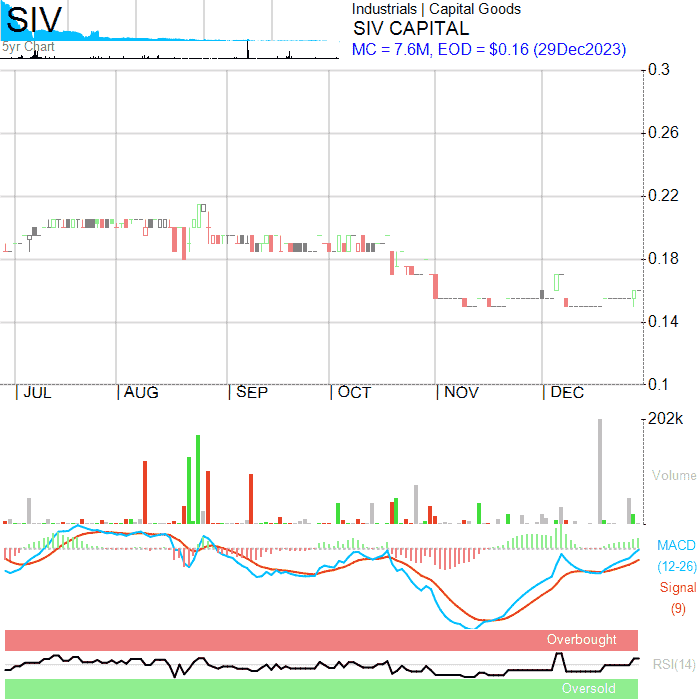 SIV
5yr Chart
Industrials | Capital Goods
SIV CAPITAL
MC = 7.6M, EOD = $0.16 (29Dec2023)
0.3
0.26
0.22
0.18
0.14
0.1
JUL AUG SEP OCT NOV DEC
202k
Volume
MACD
(12-26)
Signal
(9)
Overbought
RSI(14)
Oversold